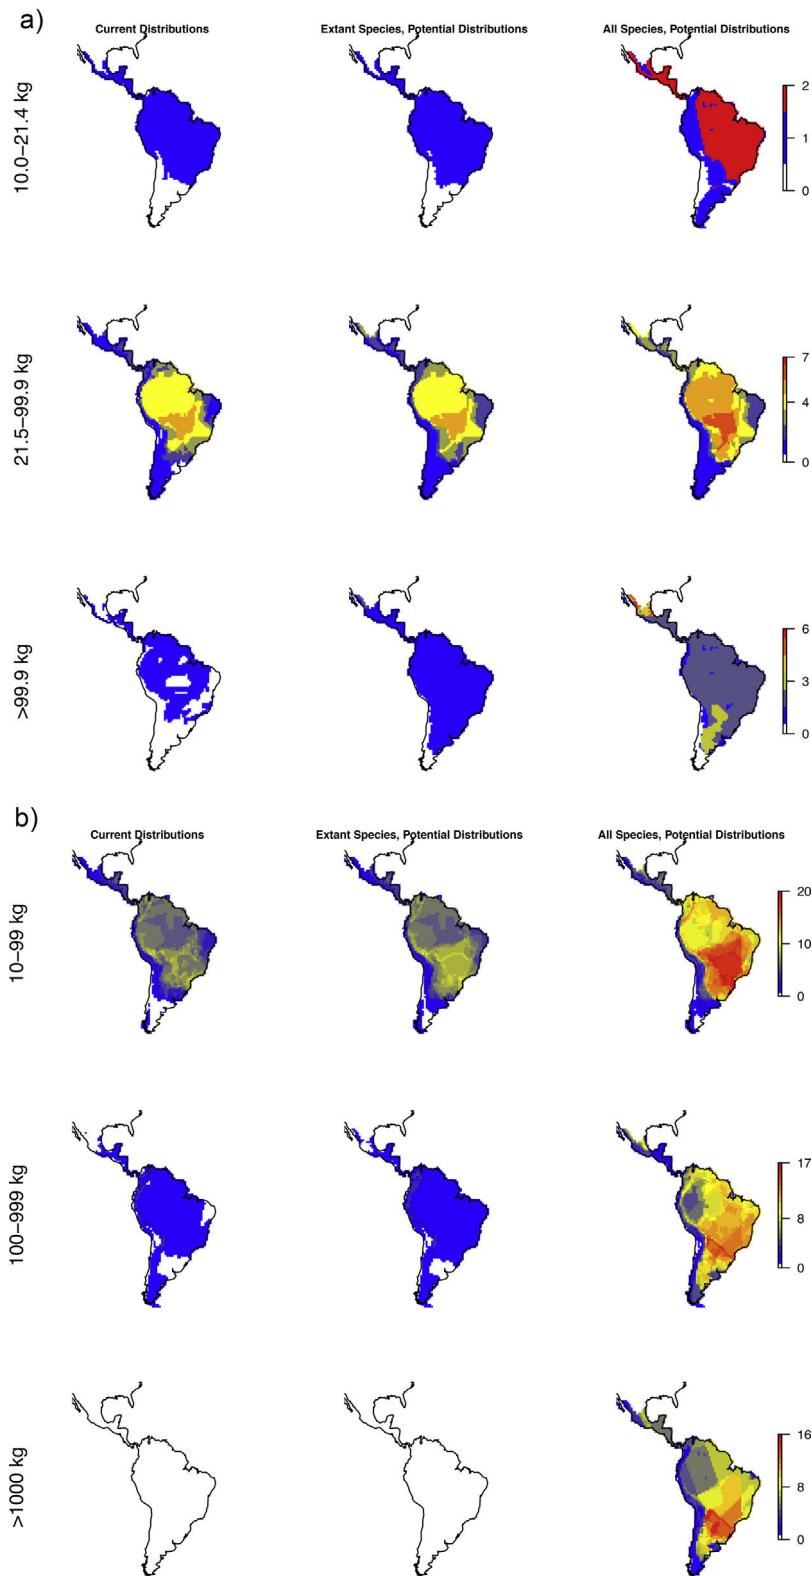 a)
Current Distributions Extant Species, Potential Distributions All Species, Potential Distributions
10.0–21.4 kg
2
1
0
21.5–99.9 kg
7
4
0
>99.9 kg
6
3
0
b)
Current Distributions Extant Species, Potential Distributions All Species, Potential Distributions
10–99 kg
20
10
0
100–999 kg
17
8
0
>1000 kg
16
8
0